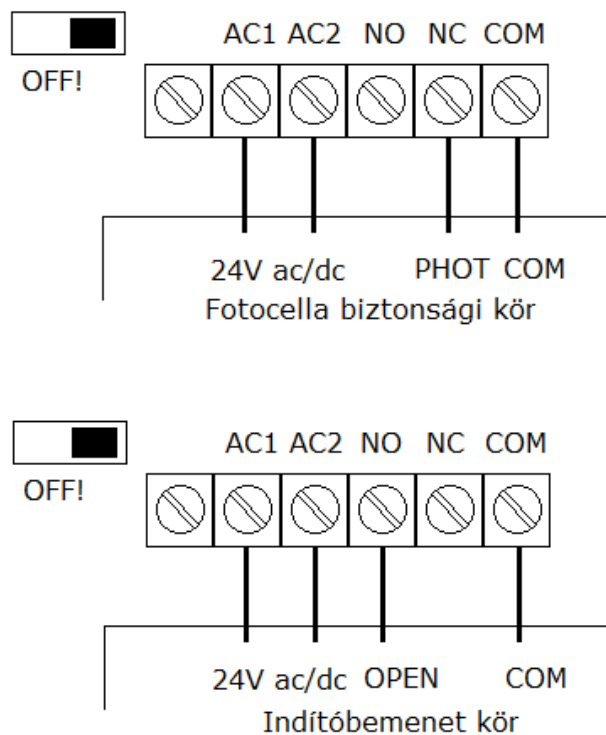 AC1 AC2 NO NC COM
OFF!
24V ac/dc PHOT COM
Fotocella biztonsági kör
AC1 AC2 NO NC COM
OFF!
24V ac/dc OPEN COM
Indítóbemenet kör